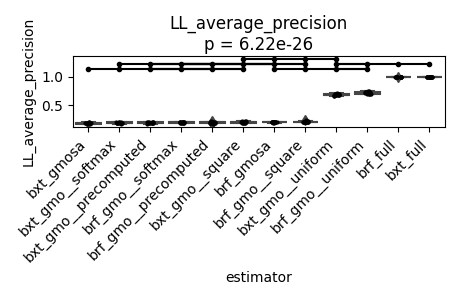 LL_average_precision
p = 6.22e-26
LL_average_precision
1.0
0.5
bxt_gmosa
bxt_gmo__softmax
bxt_gmo__precomputed
brf_gmo__softmax
brf_gmo__precomputed
bxt_gmo__square
brf_gmosa
brf_gmo__square
bxt_gmo__uniform
brf_gmo__uniform
brf_full
bxt_full
estimator